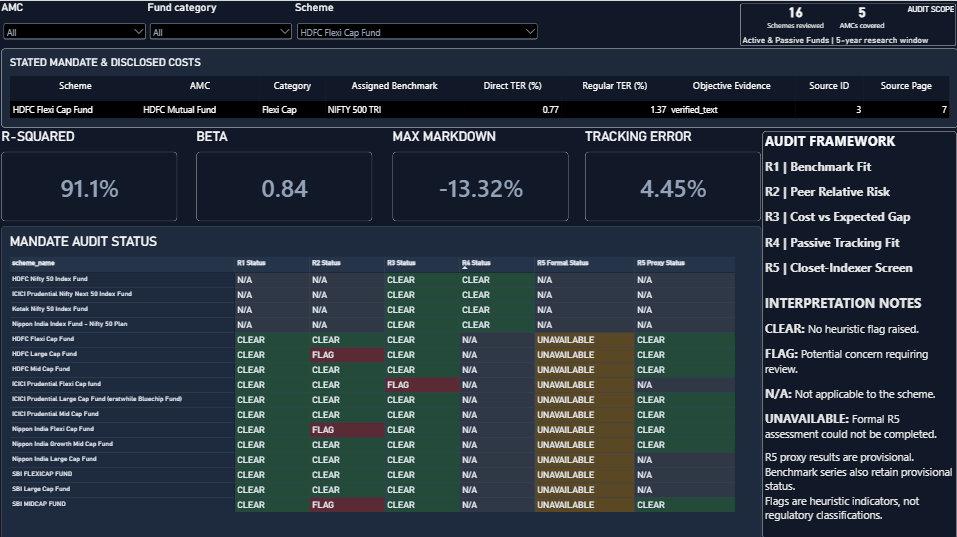 AMC Fund category Scheme
All All HDFC Flexi Cap Fund
16 5 AUDIT SCOPE
Schemes reviewed AMCs covered
Active & Passive Funds | 5-year research window
STATED MANDATE & DISCLOSED COSTS
Scheme AMC Category Assigned Benchmark Direct TER (%) Regular TER (%) Objective Evidence Source ID Source Page
HDFC Flexi Cap Fund HDFC Mutual Fund Flexi Cap NIFTY 500 TRI 0.77 1.37 verified_text 3 7
R-SQUARED BETA MAX MARKDOWN TRACKING ERROR
91.1% 0.84 -13.32% 4.45%
MANDATE AUDIT STATUS
scheme_name R1 Status R2 Status R3 Status R4 Status R5 Formal Status R5 Proxy Status
HDFC Nifty 50 Index Fund N/A N/A CLEAR CLEAR N/A N/A
ICICI Prudential Nifty Next 50 Index Fund N/A N/A CLEAR CLEAR N/A N/A
Kotak Nifty 50 Index Fund N/A N/A CLEAR CLEAR N/A N/A
Nippon India Index Fund - Nifty 50 Plan N/A N/A CLEAR CLEAR N/A N/A
HDFC Flexi Cap Fund CLEAR CLEAR CLEAR N/A UNAVAILABLE CLEAR
HDFC Large Cap Fund CLEAR FLAG CLEAR N/A UNAVAILABLE CLEAR
HDFC Mid Cap Fund CLEAR CLEAR CLEAR N/A UNAVAILABLE CLEAR
ICICI Prudential Flexi Cap fund CLEAR CLEAR FLAG N/A UNAVAILABLE N/A
ICICI Prudential Large Cap Fund (erstwhile Bluechip Fund) CLEAR CLEAR CLEAR N/A UNAVAILABLE CLEAR
ICICI Prudential Mid Cap Fund CLEAR CLEAR CLEAR N/A UNAVAILABLE CLEAR
Nippon India Flexi Cap Fund CLEAR FLAG CLEAR N/A UNAVAILABLE CLEAR
Nippon India Growth Mid Cap Fund CLEAR CLEAR CLEAR N/A UNAVAILABLE CLEAR
Nippon India Large Cap Fund CLEAR CLEAR CLEAR N/A UNAVAILABLE N/A
SBI FLEXICAP FUND CLEAR CLEAR CLEAR N/A UNAVAILABLE N/A
SBI Large Cap Fund CLEAR CLEAR CLEAR N/A UNAVAILABLE N/A
SBI MIDCAP FUND CLEAR FLAG CLEAR N/A UNAVAILABLE CLEAR
AUDIT FRAMEWORK
R1 | Benchmark Fit
R2 | Peer Relative Risk
R3 | Cost vs Expected Gap
R4 | Passive Tracking Fit
R5 | Closet-Indexer Screen
INTERPRETATION NOTES
CLEAR: No heuristic flag raised.
FLAG: Potential concern requiring
review.
N/A: Not applicable to the scheme.
UNAVAILABLE: Formal R5
assessment could not be completed.
R5 proxy results are provisional.
Benchmark series also retain provisional
status.
Flags are heuristic indicators, not
regulatory classifications.